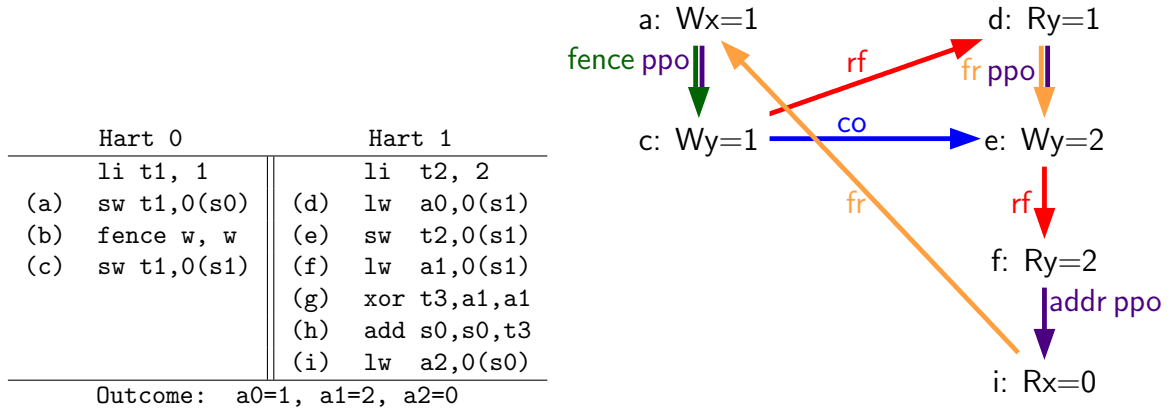 Hart 0 Hart 1
li t1, 1 li t2, 2
(a) sw t1,0(s0) (d) lw a0,0(s1)
(b) fence w, w (e) sw t2,0(s1)
(c) sw t1,0(s1) (f) lw a1,0(s1)
(g) xor t3,a1,a1
(h) add s0,s0,t3
(i) lw a2,0(s0)
Outcome: a0=1, a1=2, a2=0
a: Wx=1 d: Ry=1
fence ppo rf fr ppo
c: Wy=1 co e: Wy=2
fr rf
f: Ry=2
addr ppo
i: Rx=0